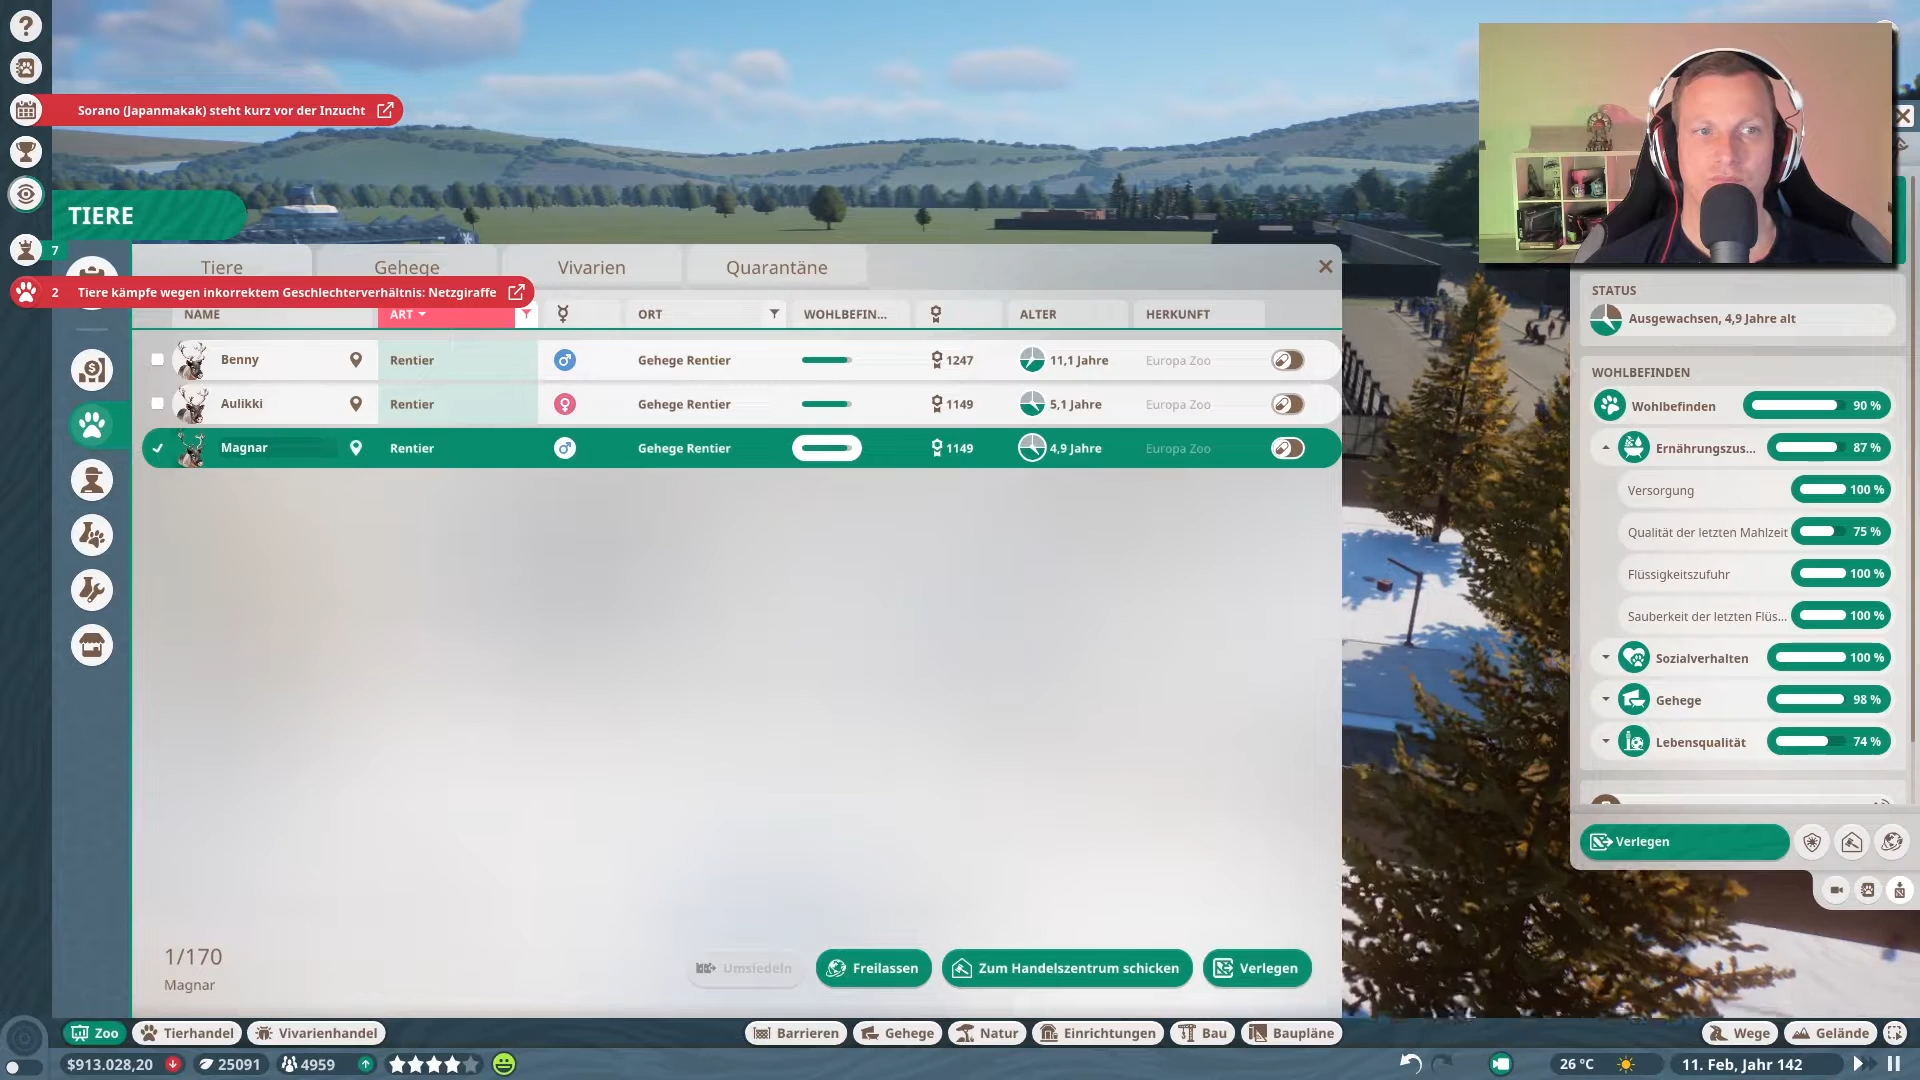 Sorano (Japanmakak) steht kurz vor der Inzucht
TIERE
7
Tiere
Gehege
Vivarien
Quarantäne
2 Tiere kämpfe wegen inkorrektem Geschlechterverhältnis: Netzgiraffe
NAME
ART
ORT
WOHLBEFIN...
ALTER
HERKUNFT
Benny Rentier Gehege Rentier 1247 11,1 Jahre Europa Zoo
Aulikki Rentier Gehege Rentier 1149 5,1 Jahre Europa Zoo
Magnar Rentier Gehege Rentier 1149 4,9 Jahre Europa Zoo
1/170
Magnar
Umsiedeln
Freilassen
Zum Handelszentrum schicken
Verlegen
STATUS
Ausgewachsen, 4,9 Jahre alt
WOHLBEFINDEN
Wohlbefinden 90 %
Ernährungszus... 87 %
Versorgung 100 %
Qualität der letzten Mahlzeit 75 %
Flüssigkeitszufuhr 100 %
Sauberkeit der letzten Flüs... 100 %
Sozialverhalten 100 %
Gehege 98 %
Lebensqualität 74 %
Verlegen
Zoo
Tierhandel
Vivarienhandel
Barrieren
Gehege
Natur
Einrichtungen
Bau
Baupläne
Wege
Gelände
$913.028,20
25091
4959
26 °C
11. Feb, Jahr 142